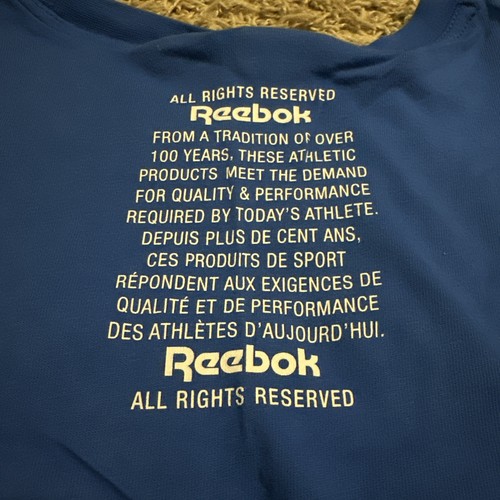 ALL RIGHTS RESERVED
Reebok
FROM A TRADITION OF OVER
100 YEARS, THESE ATHLETIC
PRODUCTS MEET THE DEMAND
FOR QUALITY & PERFORMANCE
REQUIRED BY TODAY'S ATHLETE.
DEPUIS PLUS DE CENT ANS,
CES PRODUITS DE SPORT
RÉPONDENT AUX EXIGENCES DE
QUALITÉ ET DE PERFORMANCE
DES ATHLÈTES D'AUJOURD'HUI.
Reebok
ALL RIGHTS RESERVED